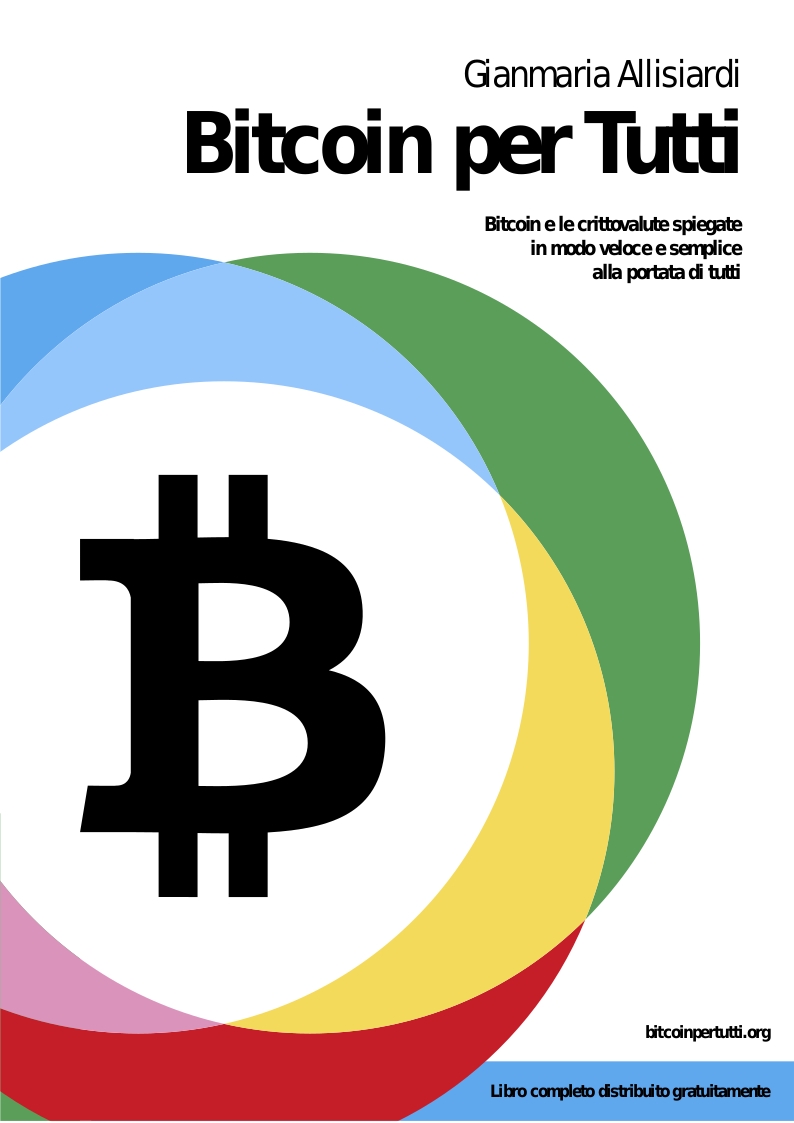 Gianmaria Allisiardi
Bitcoin per Tutti
Bitcoin e le crittovalute spiegate
in modo veloce e semplice
alla portata di tutti
bitcoinpertutti.org
Libro completo distribuito gratuitamente